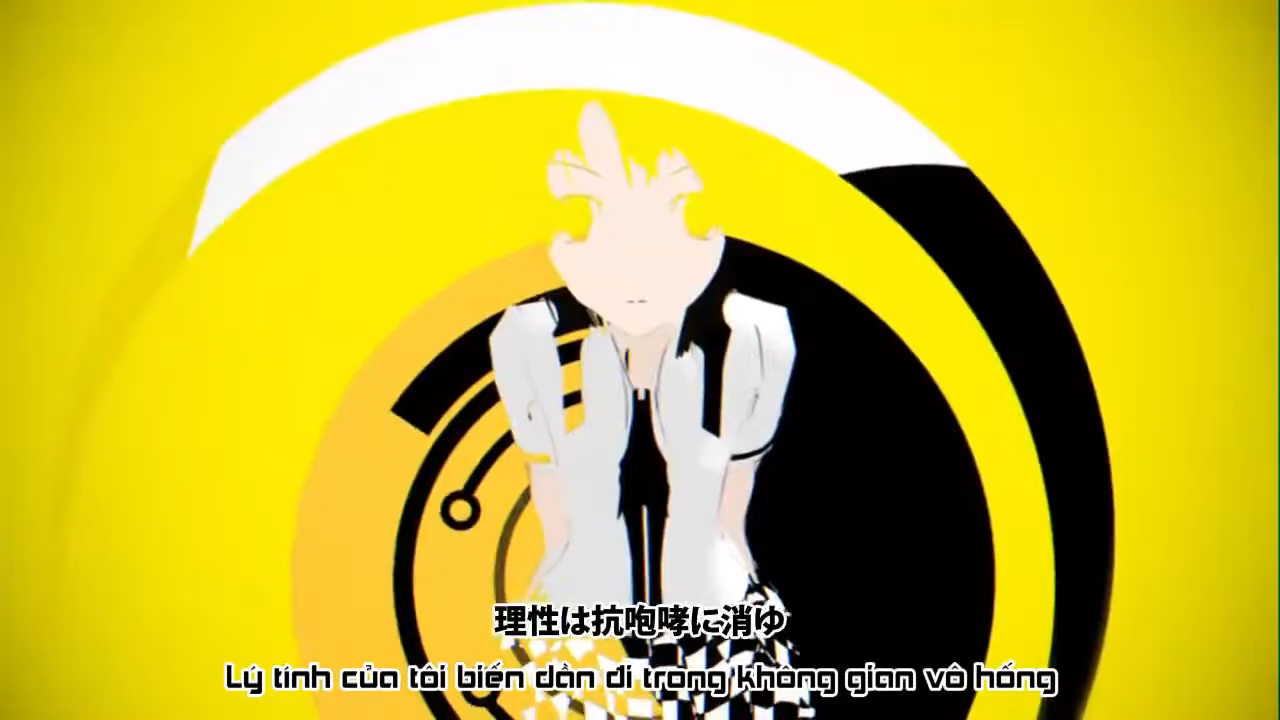 理性は抗咆哮に消ゆ
Lý tính của tôi biến dần đi trong không gian vô hống